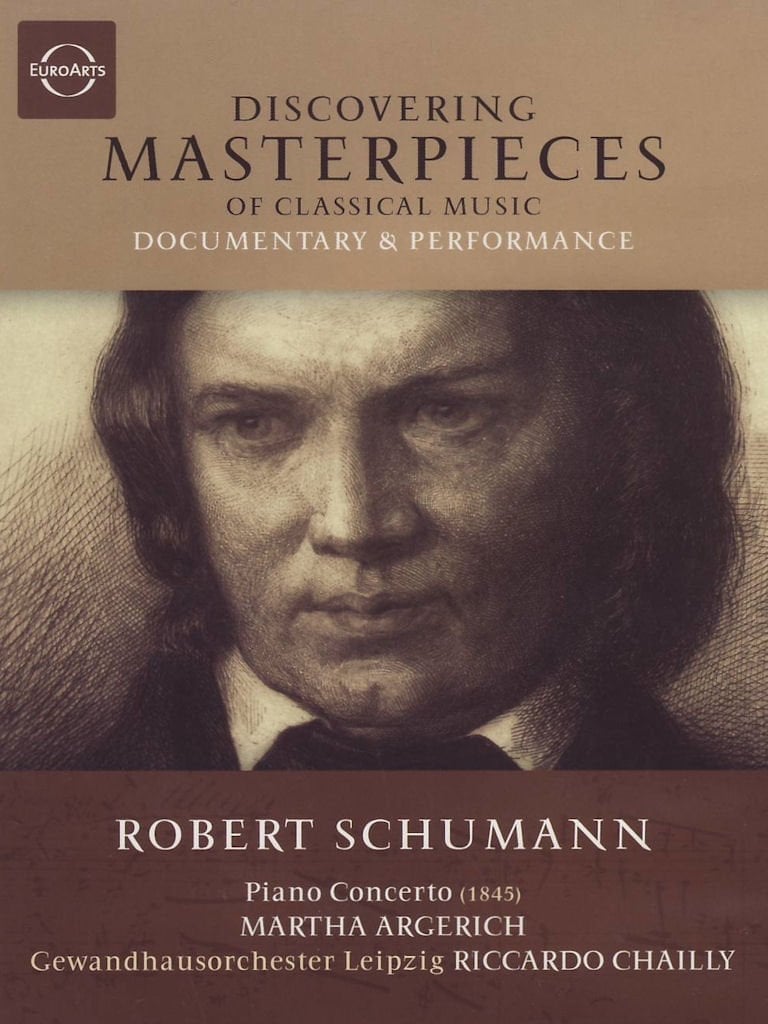 EUROARTS
DISCOVERING
MASTERPIECES
OF CLASSICAL MUSIC
DOCUMENTARY & PERFORMANCE
ROBERT SCHUMANN
Piano Concerto (1845)
MARTHA ARGERICH
Gewandhausorchester Leipzig RICCARDO CHAILLY